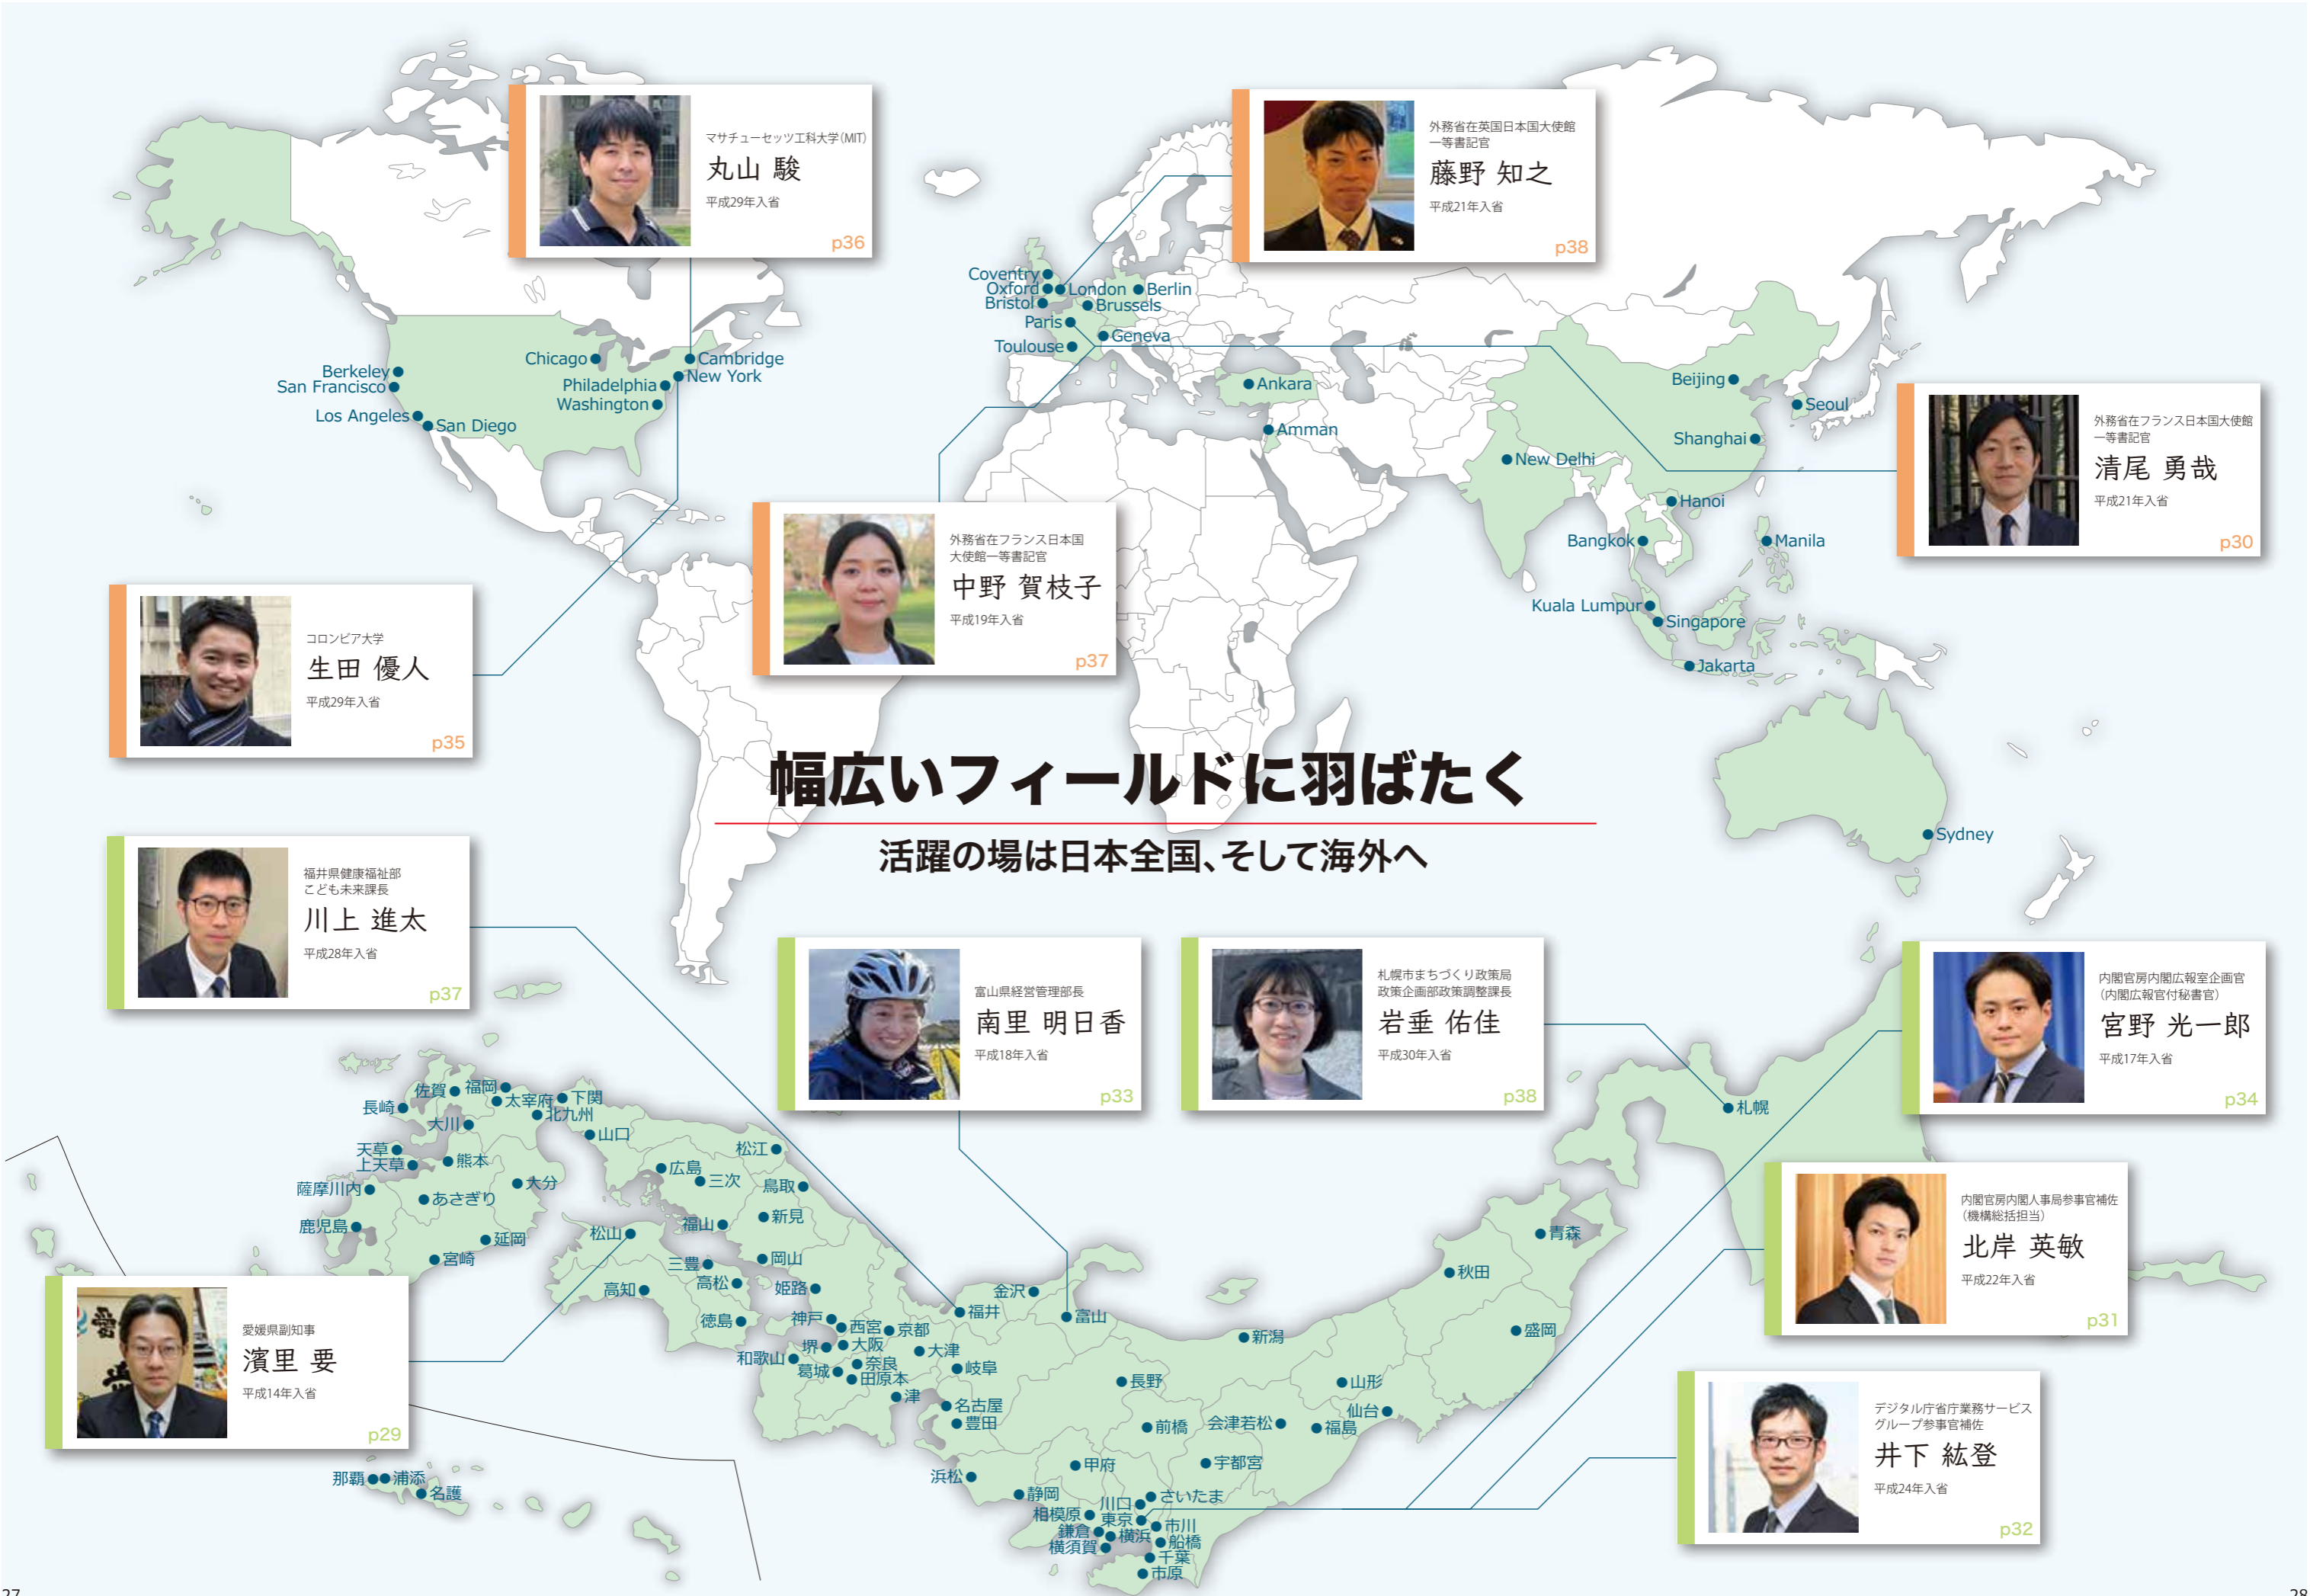 マサチューセッツ工科大学(MIT)
丸山 駿
平成29年入省
p36
外務省在英国日本国大使館
一等書記官
藤野 知之
平成21年入省
p38
Coventry
Oxford
London
Berlin
Bristol
Brussels
Paris
Geneva
Toulouse
Chicago
Cambridge
Berkeley
New York
San Francisco
Philadelphia
Washington
Los Angeles
San Diego
Ankara
Amman
Beijing
Seoul
Shanghai
New Delhi
Hanoi
Bangkok
Manila
Kuala Lumpur
Singapore
Jakarta
Sydney
外務省在フランス日本国大使館
一等書記官
清尾 勇哉
平成21年入省
p30
外務省在フランス日本国
大使館一等書記官
中野 賀枝子
平成19年入省
p37
コロンビア大学
生田 優人
平成29年入省
p35
幅広いフィールドに羽ばたく
活躍の場は日本全国、そして海外へ
福井県健康福祉部
こども未来課長
川上 進太
平成28年入省
p37
富山県経営管理部長
南里 明日香
平成18年入省
p33
札幌市まちづくり政策局
政策企画部政策調整課長
岩垂 佑佳
平成30年入省
p38
内閣官房内閣広報室企画官
(内閣広報官付秘書官)
宮野 光一郎
平成17年入省
p34
内閣官房内閣人事局参事官補佐
(機構総括担当)
北岸 英敏
平成22年入省
p31
デジタル庁省庁業務サービス
グループ参事官補佐
井下 紘登
平成24年入省
p32
愛媛県副知事
濱里 要
平成14年入省
p29
佐賀
福岡
太宰府
下関
長崎
北九州
大川
山口
天草
上天草
熊本
薩摩川内
あさぎり
大分
鹿児島
延岡
宮崎
松江
広島
三次
鳥取
福山
新見
松山
三豊
岡山
高知
高松
姫路
徳島
神戸
西宮
京都
堺
大阪
大津
和歌山
奈良
葛城
田原本
津
岐阜
名古屋
豊田
浜松
福井
金沢
富山
新潟
長野
前橋
会津若松
山形
仙台
福島
甲府
宇都宮
静岡
川口
さいたま
相模原
東京
市川
鎌倉
横浜
船橋
横須賀
千葉
市原
札幌
青森
秋田
盛岡
那覇
浦添
名護
27
28